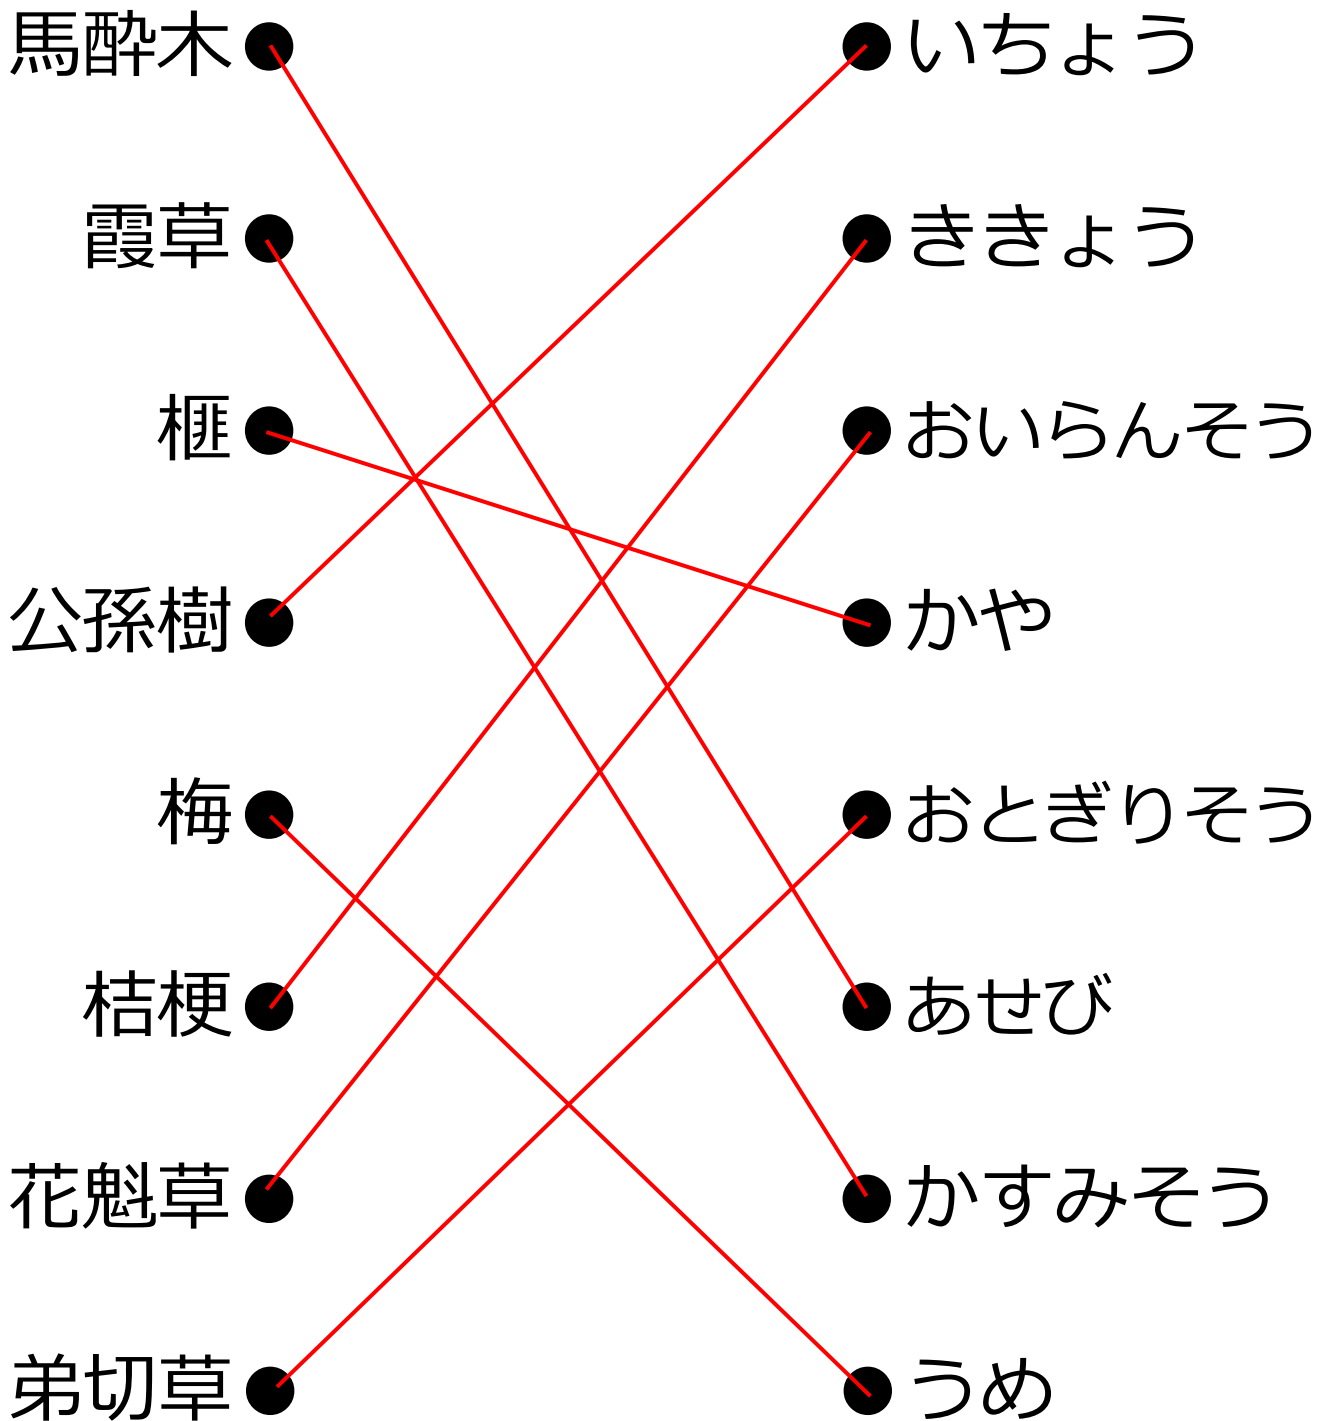 馬酔木 いちょう
霞草 ききょう
榧 おいらんそう
公孫樹 かや
梅 おとぎりそう
桔梗 あせび
花魁草 かすみそう
弟切草 うめ